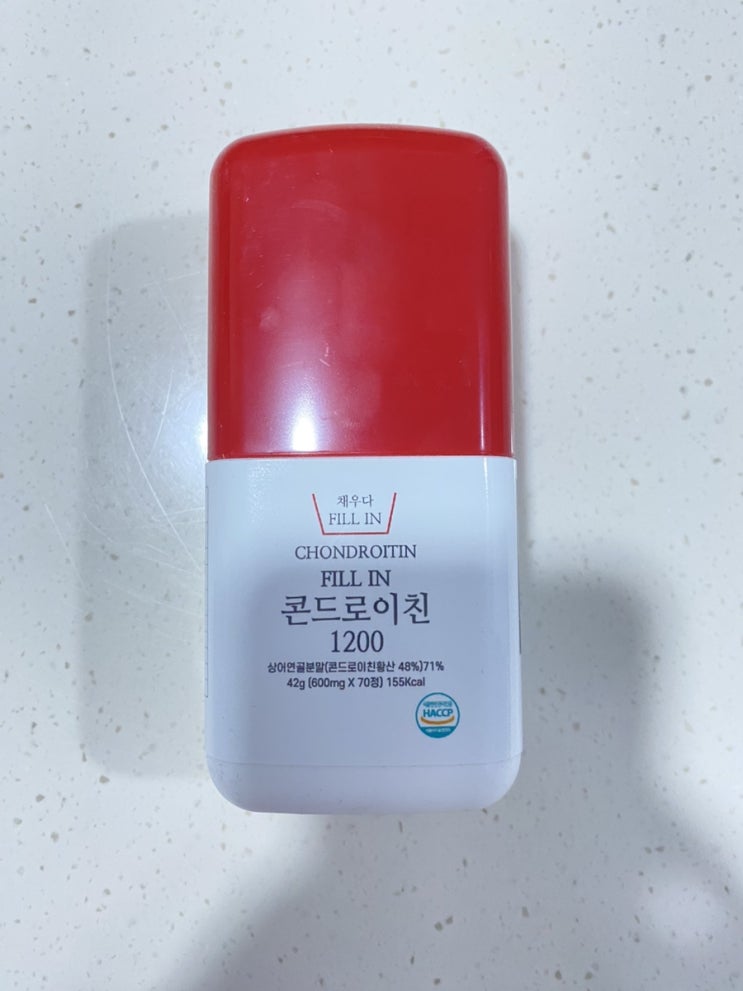 채우다
FILL IN
CHONDROITIN
FILL IN
콘드로이친
1200
상어연골분말(콘드로이친황산 48%)71%
42g (600mg X 70정) 155Kcal
HACCP